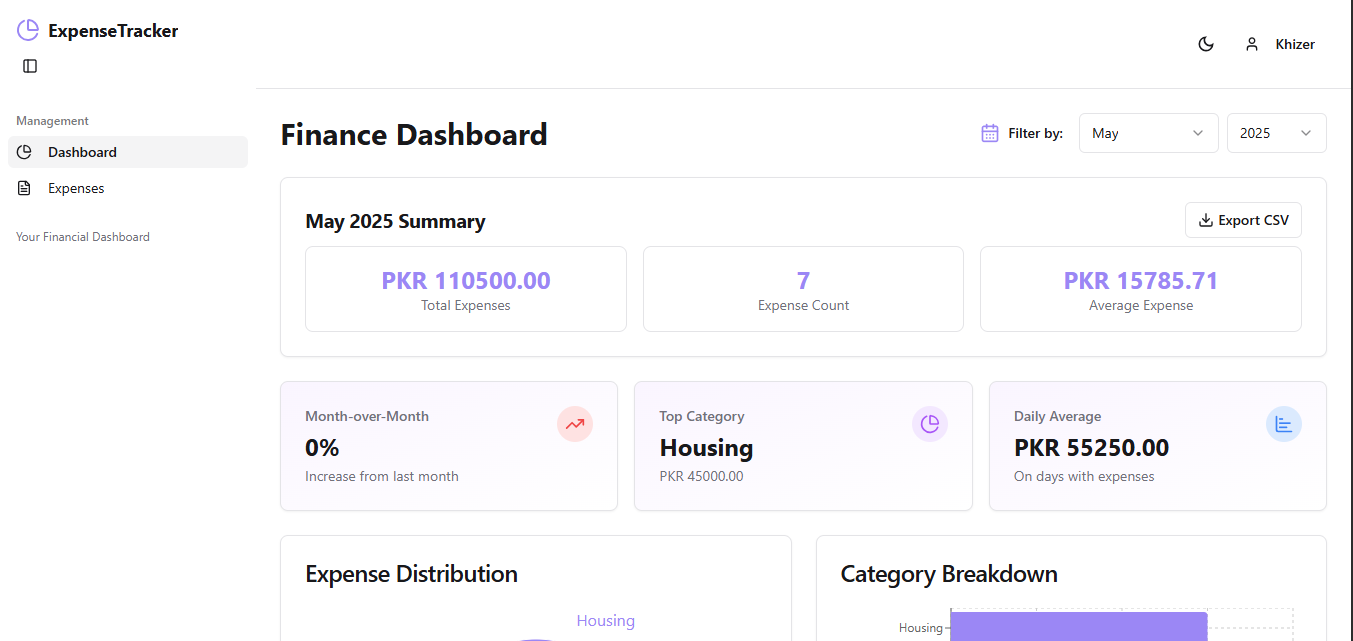 ExpenseTracker
Khizer
Management
Dashboard
Expenses
Your Financial Dashboard
Finance Dashboard
Filter by:
May
2025
May 2025 Summary
Export CSV
PKR 110500.00
Total Expenses
7
Expense Count
PKR 15785.71
Average Expense
Month-over-Month
0%
Increase from last month
Top Category
Housing
PKR 45000.00
Daily Average
PKR 55250.00
On days with expenses
Expense Distribution
Housing
Category Breakdown
Housing